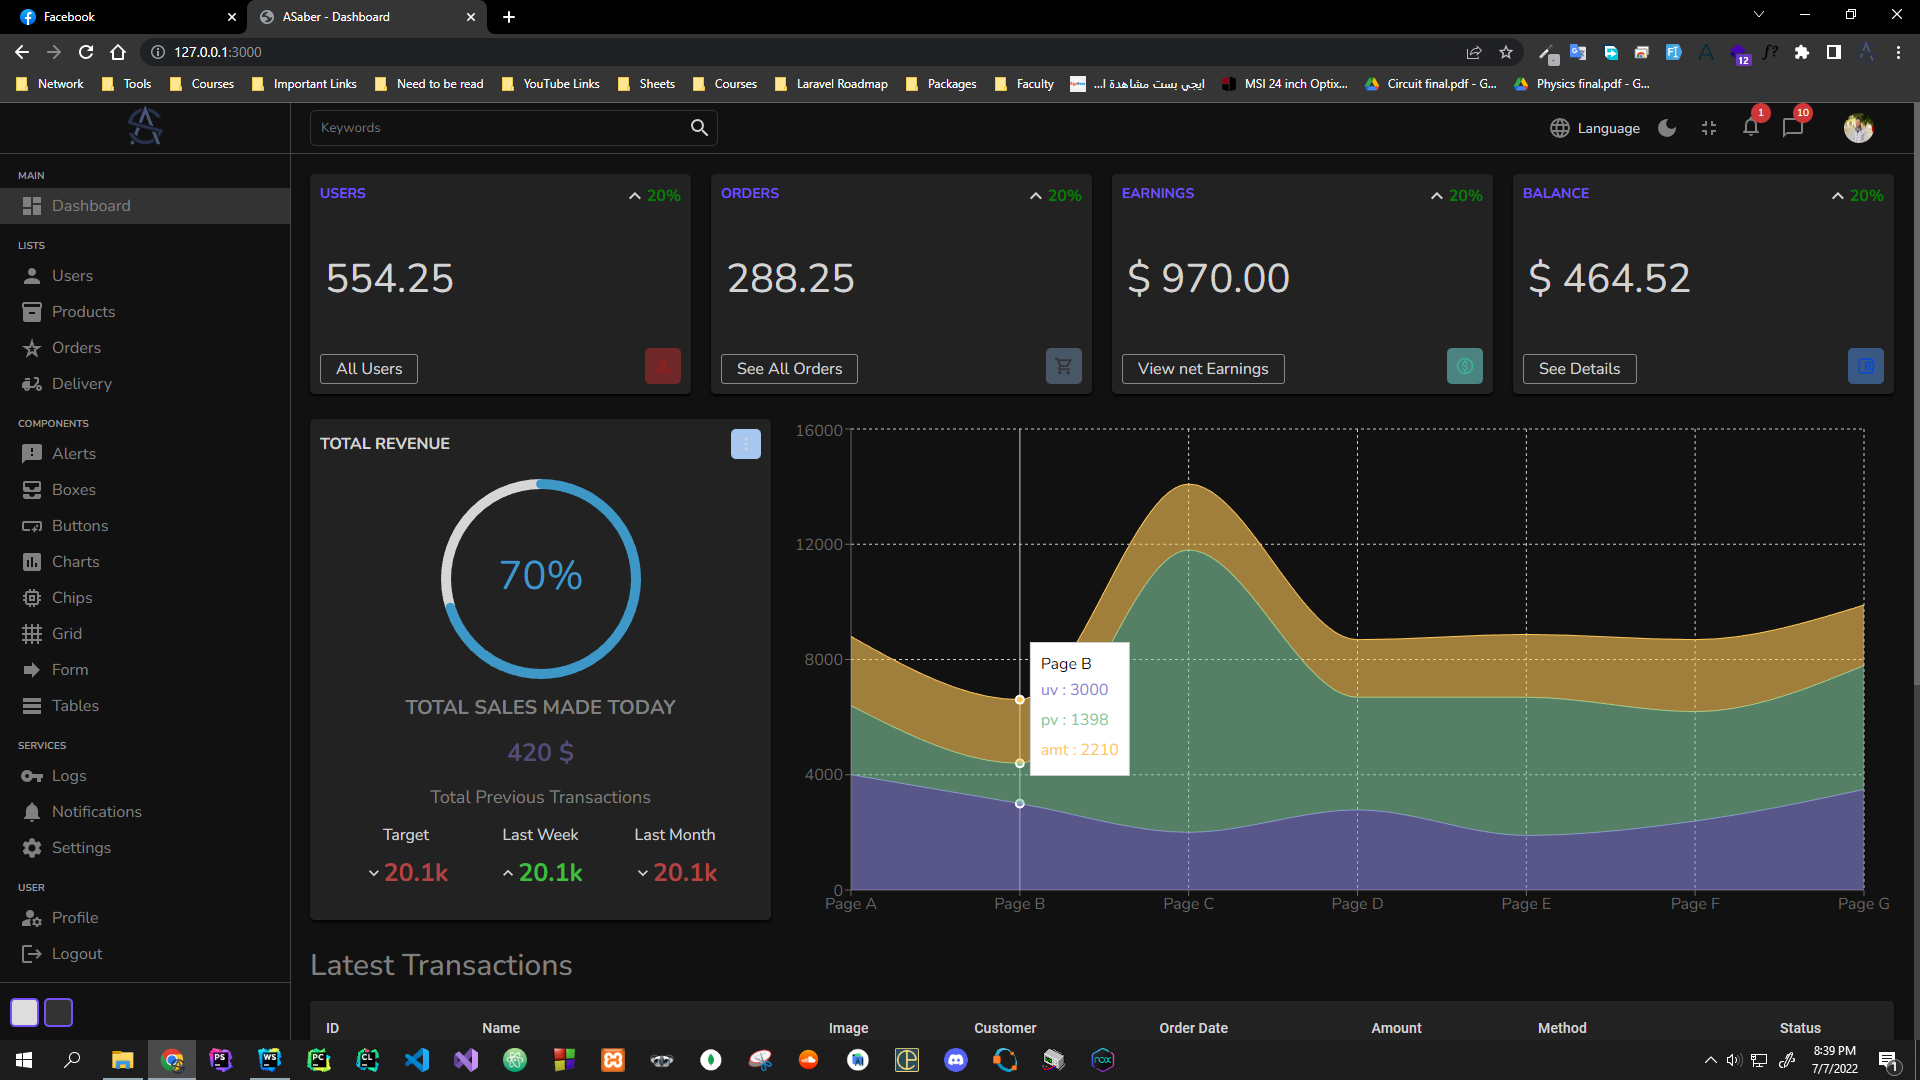 Facebook
ASaber - Dashboard
127.0.0.1:3000
12
Network
Tools
Courses
Important Links
Need to be read
YouTube Links
Sheets
Courses
Laravel Roadmap
Packages
Faculty
ايجي بست مشاهدة ا...
MSI 24 inch Optix...
Circuit final.pdf - G...
Physics final.pdf - G...
Keywords
Language
1
10
MAIN
Dashboard
LISTS
Users
Products
Orders
Delivery
COMPONENTS
Alerts
Boxes
Buttons
Charts
Chips
Grid
Form
Tables
SERVICES
Logs
Notifications
Settings
USER
Profile
Logout
USERS
20%
554.25
All Users
ORDERS
20%
288.25
See All Orders
EARNINGS
20%
$ 970.00
View net Earnings
BALANCE
20%
$ 464.52
See Details
TOTAL REVENUE
70%
TOTAL SALES MADE TODAY
420 $
Total Previous Transactions
Target
Last Week
Last Month
20.1k
20.1k
20.1k
16000
12000
8000
4000
0
Page A
Page B
Page C
Page D
Page E
Page F
Page G
Page B
uv : 3000
pv : 1398
amt : 2210
Latest Transactions
ID
Name
Image
Customer
Order Date
Amount
Method
Status
PS
WS
PC
CL
nox
8:39 PM
7/7/2022
1